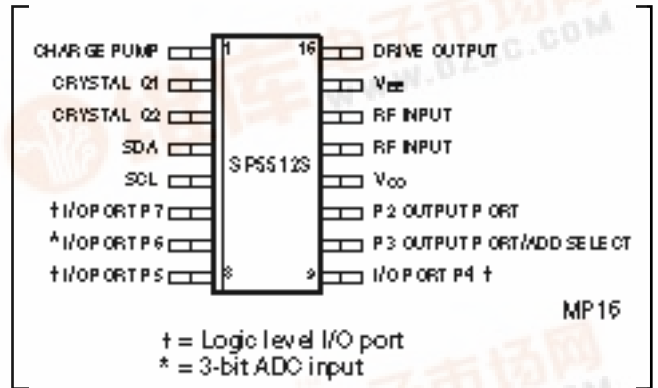 CHARGE PUMP 1 16 DRIVE OUTPUT
CRYSTAL Q1 VEE
CRYSTAL Q2 RF INPUT
SDA RF INPUT
SP5512S
SCL VCC
†I/O PORT P7 P2 OUTPUT PORT
*I/O PORT P6 P3 OUTPUT PORT/ADD SELECT
†I/O PORT P5 8 9 I/O PORT P4 †
MP16
† = Logic level I/O port
* = 3-bit ADC input